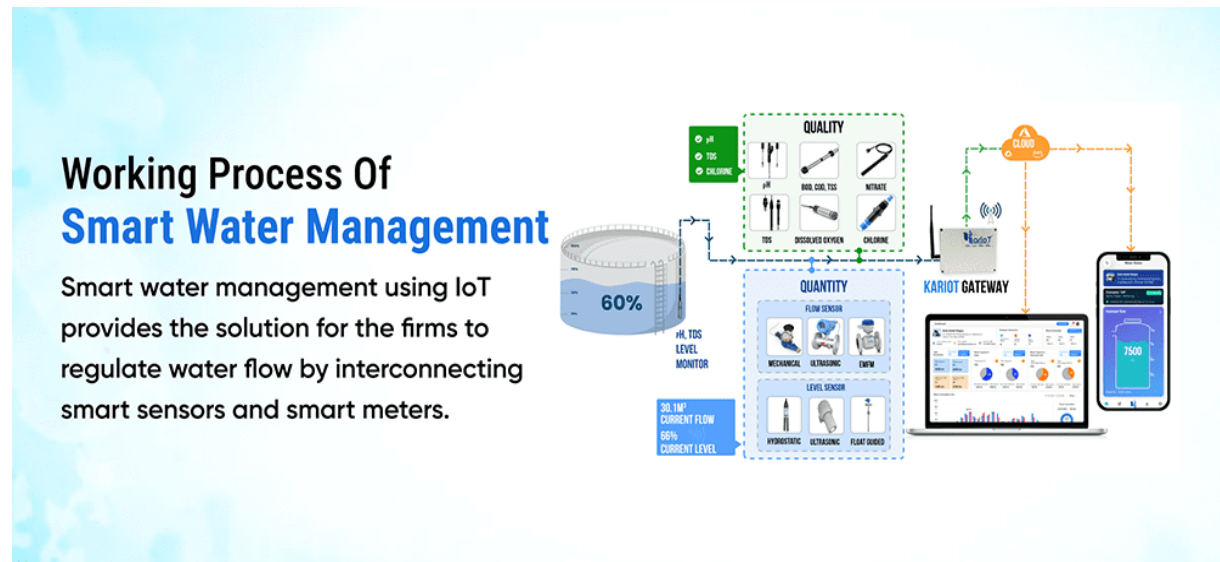 Working Process Of
Smart Water Management
Smart water management using IoT
provides the solution for the firms to
regulate water flow by interconnecting
smart sensors and smart meters.
60%
pH, TDS
LEVEL
MONITOR
pH
TDS
CHLORINE
QUALITY
pH
BOD, COD, TSS
NITRATE
TDS
DISSOLVED OXYGEN
CHLORINE
QUANTITY
FLOW SENSOR
MECHANICAL
ULTRASONIC
EMFM
LEVEL SENSOR
HYDROSTATIC
ULTRASONIC
FLOAT GUIDED
30.1M³
CURRENT FLOW
66%
CURRENT LEVEL
KARIOT GATEWAY
CLOUD
7500